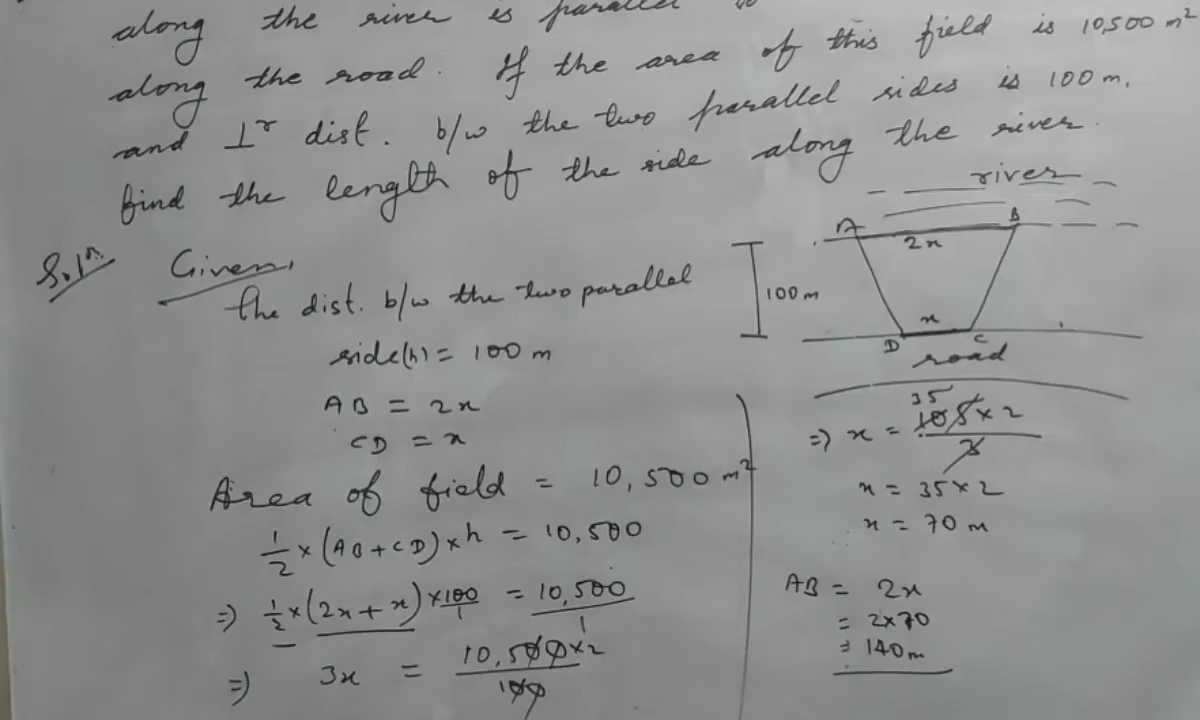 along the river is parallel to
along the road. If the area of this field is 10,500 m²
and ⊥r dist. b/w the two parallel sides is 100 m.
find the length of the side along the river.
Sol.n.
Given,
the dist. b/w the two parallel
side(h) = 100 m
AB = 2x
CD = x
Area of field = 10,500 m²
1/2 × (AB + CD) × h = 10,500
⇒ 1/2 × (2x + x) × 100/1 = 10,500/1
⇒ 3x = 10,500×2/100
river
A B
2x
100 m
x
D C
road
35
⇒ x = 105×2/3
x = 35×2
x = 70 m
AB = 2x
= 2×70
= 140m